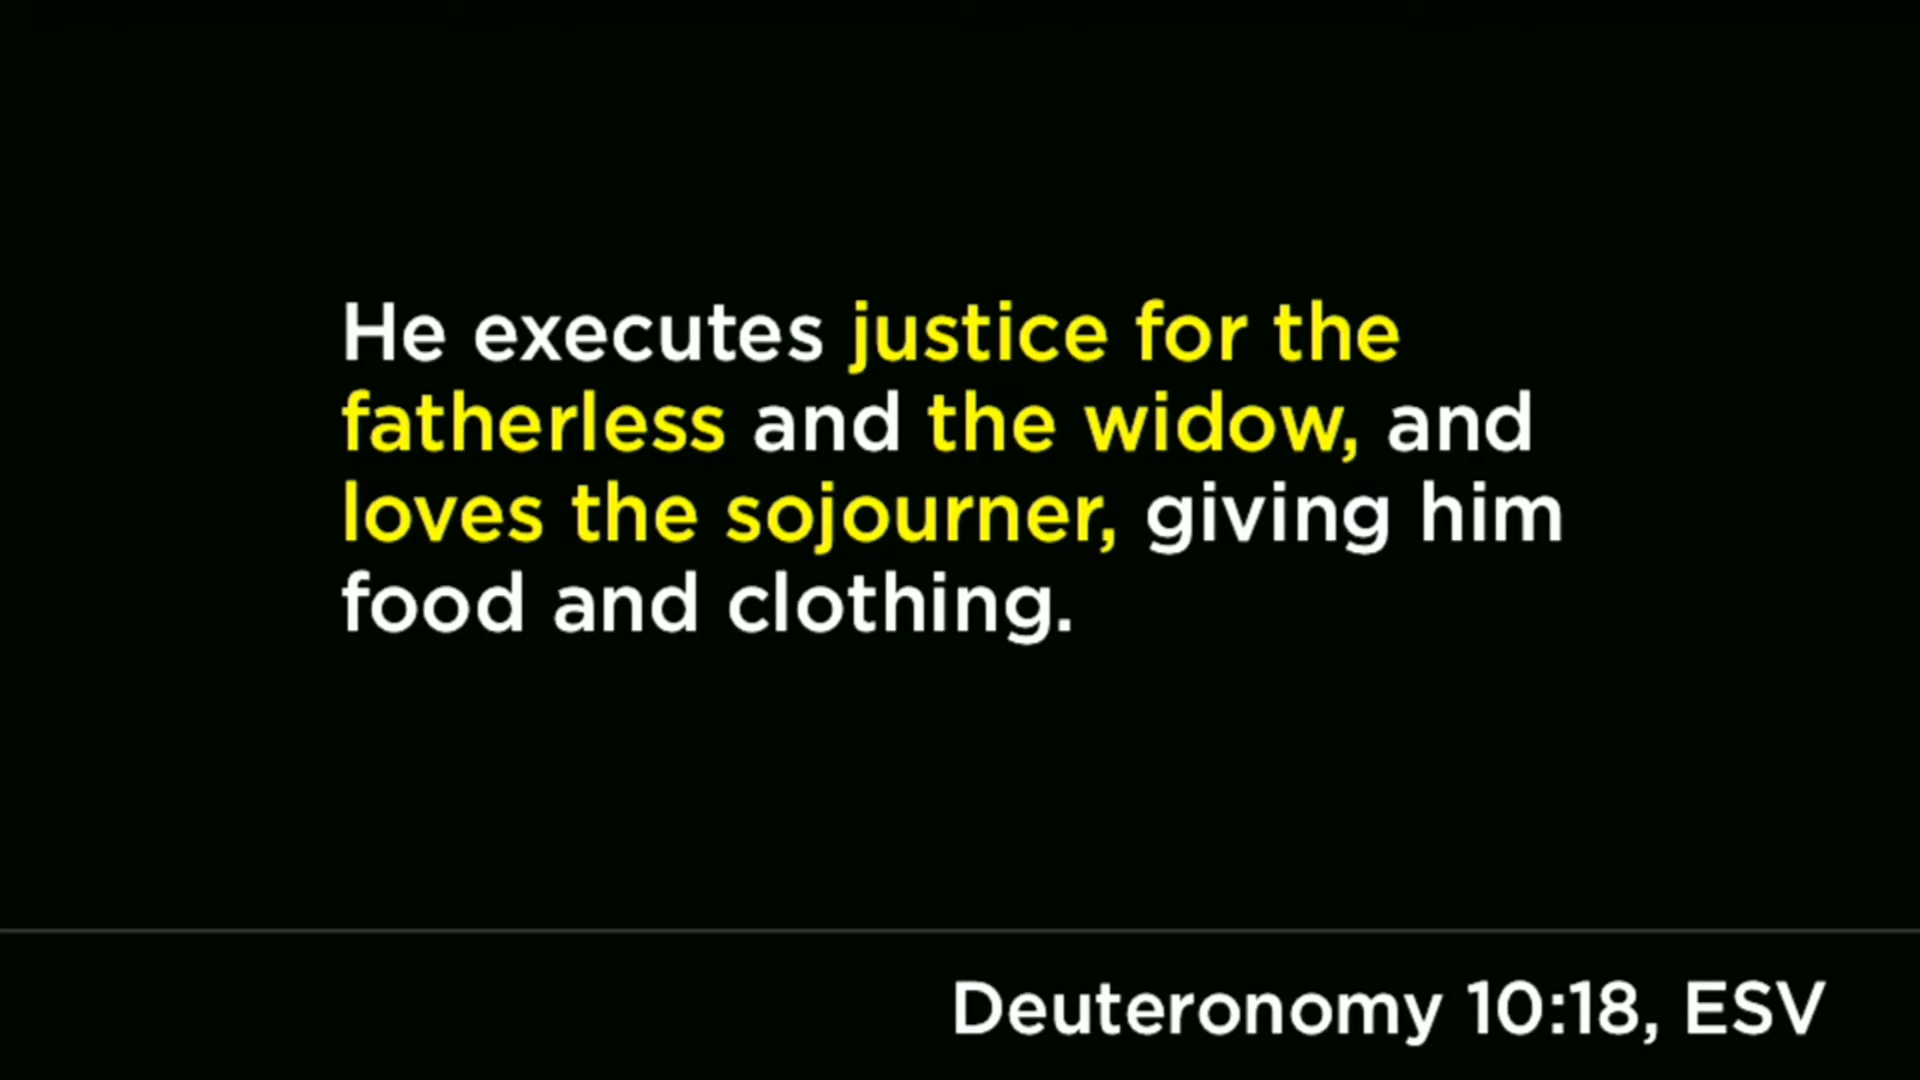 He executes justice for the
fatherless and the widow, and
loves the sojourner, giving him
food and clothing.
Deuteronomy 10:18, ESV